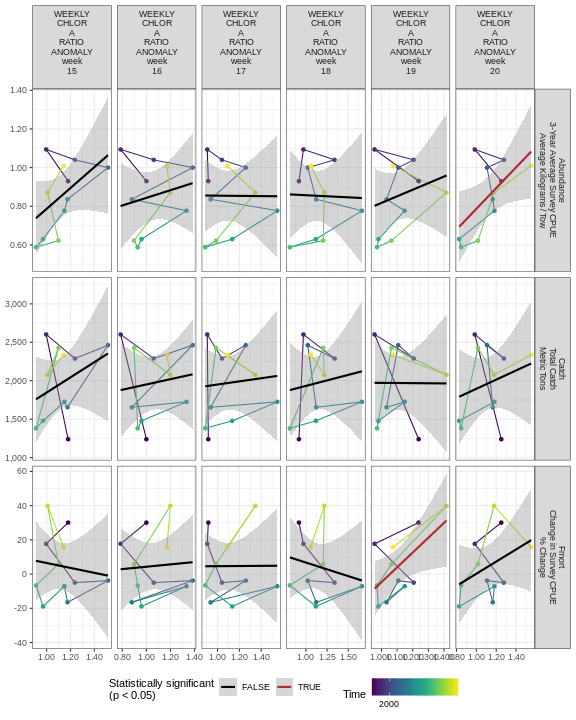 WEEKLY
CHLOR
A
RATIO
ANOMALY
week
15
WEEKLY
CHLOR
A
RATIO
ANOMALY
week
16
WEEKLY
CHLOR
A
RATIO
ANOMALY
week
17
WEEKLY
CHLOR
A
RATIO
ANOMALY
week
18
WEEKLY
CHLOR
A
RATIO
ANOMALY
week
19
WEEKLY
CHLOR
A
RATIO
ANOMALY
week
20
1.40
1.20
1.00
0.80
0.60
Abundance
3-Year Average Survey CPUE
Average Kilograms / Tow
3,000
2,500
2,000
1,500
1,000
Catch
Total Catch
Metric Tons
60
40
20
0
-20
-40
Fmort
Change in Survey CPUE
% Change
1.00 1.20 1.40
0.80 1.00 1.20 1.40
1.00 1.25 1.50
1.00 1.25 1.50
1.00 1.20 1.40
Statistically significant
(p < 0.05)
FALSE
TRUE
Time
2000